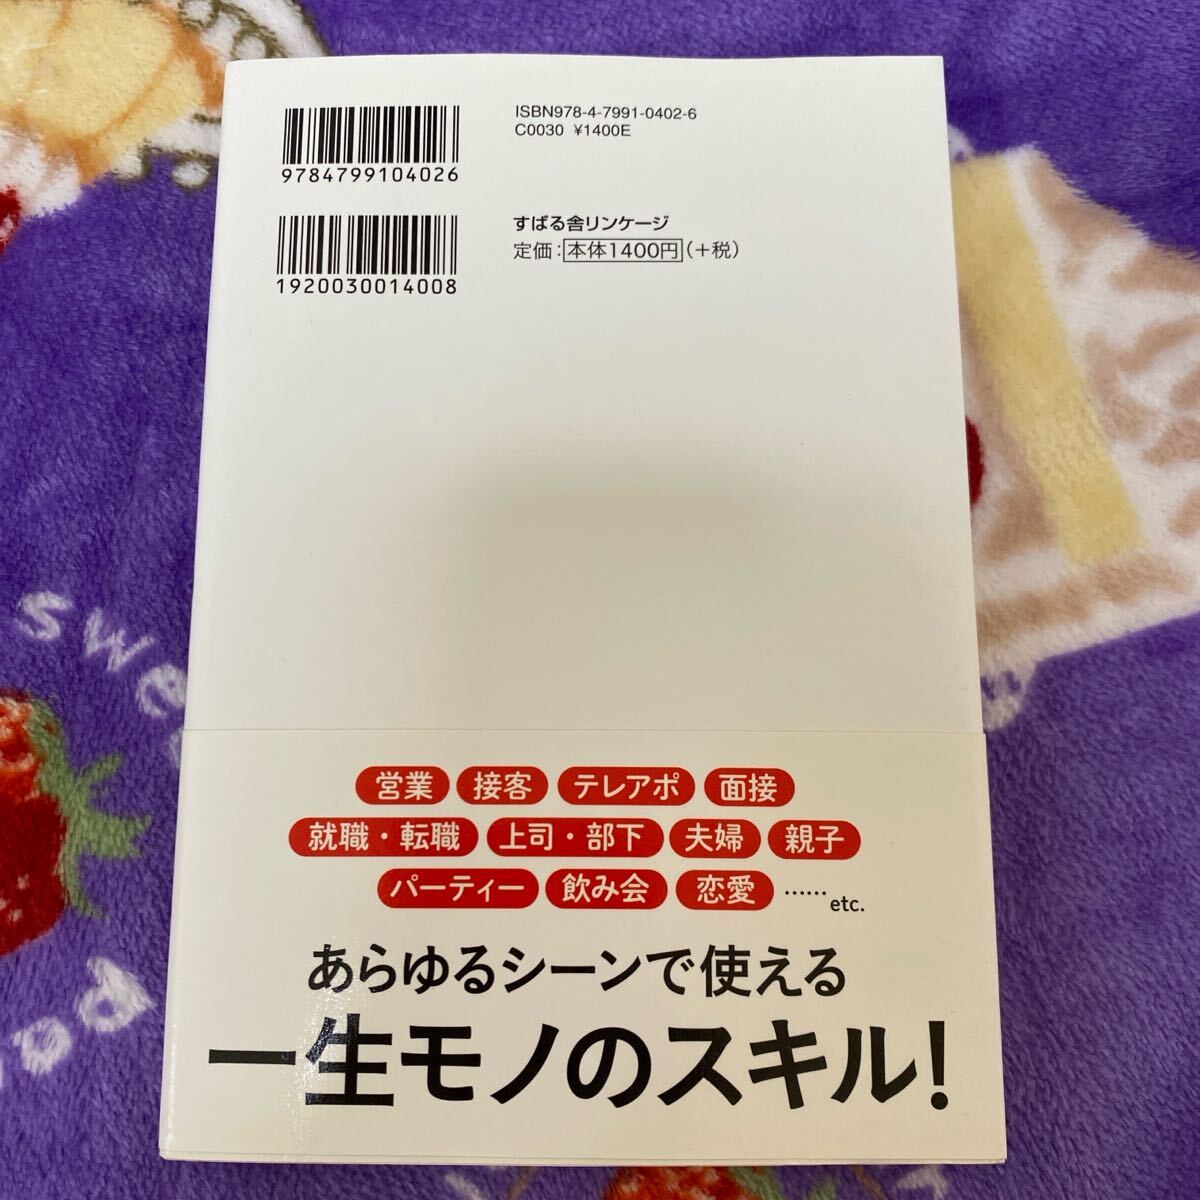 ISBN978-4-7991-0402-6
C0030 ¥1400E
9784799104026
すばる舎リンケージ
定価：本体1400円（+税）
1920030014008
営業 接客 テレアポ 面接
就職・転職 上司・部下 夫婦 親子
パーティー 飲み会 恋愛 ……etc.
あらゆるシーンで使える
一生モノのスキル！